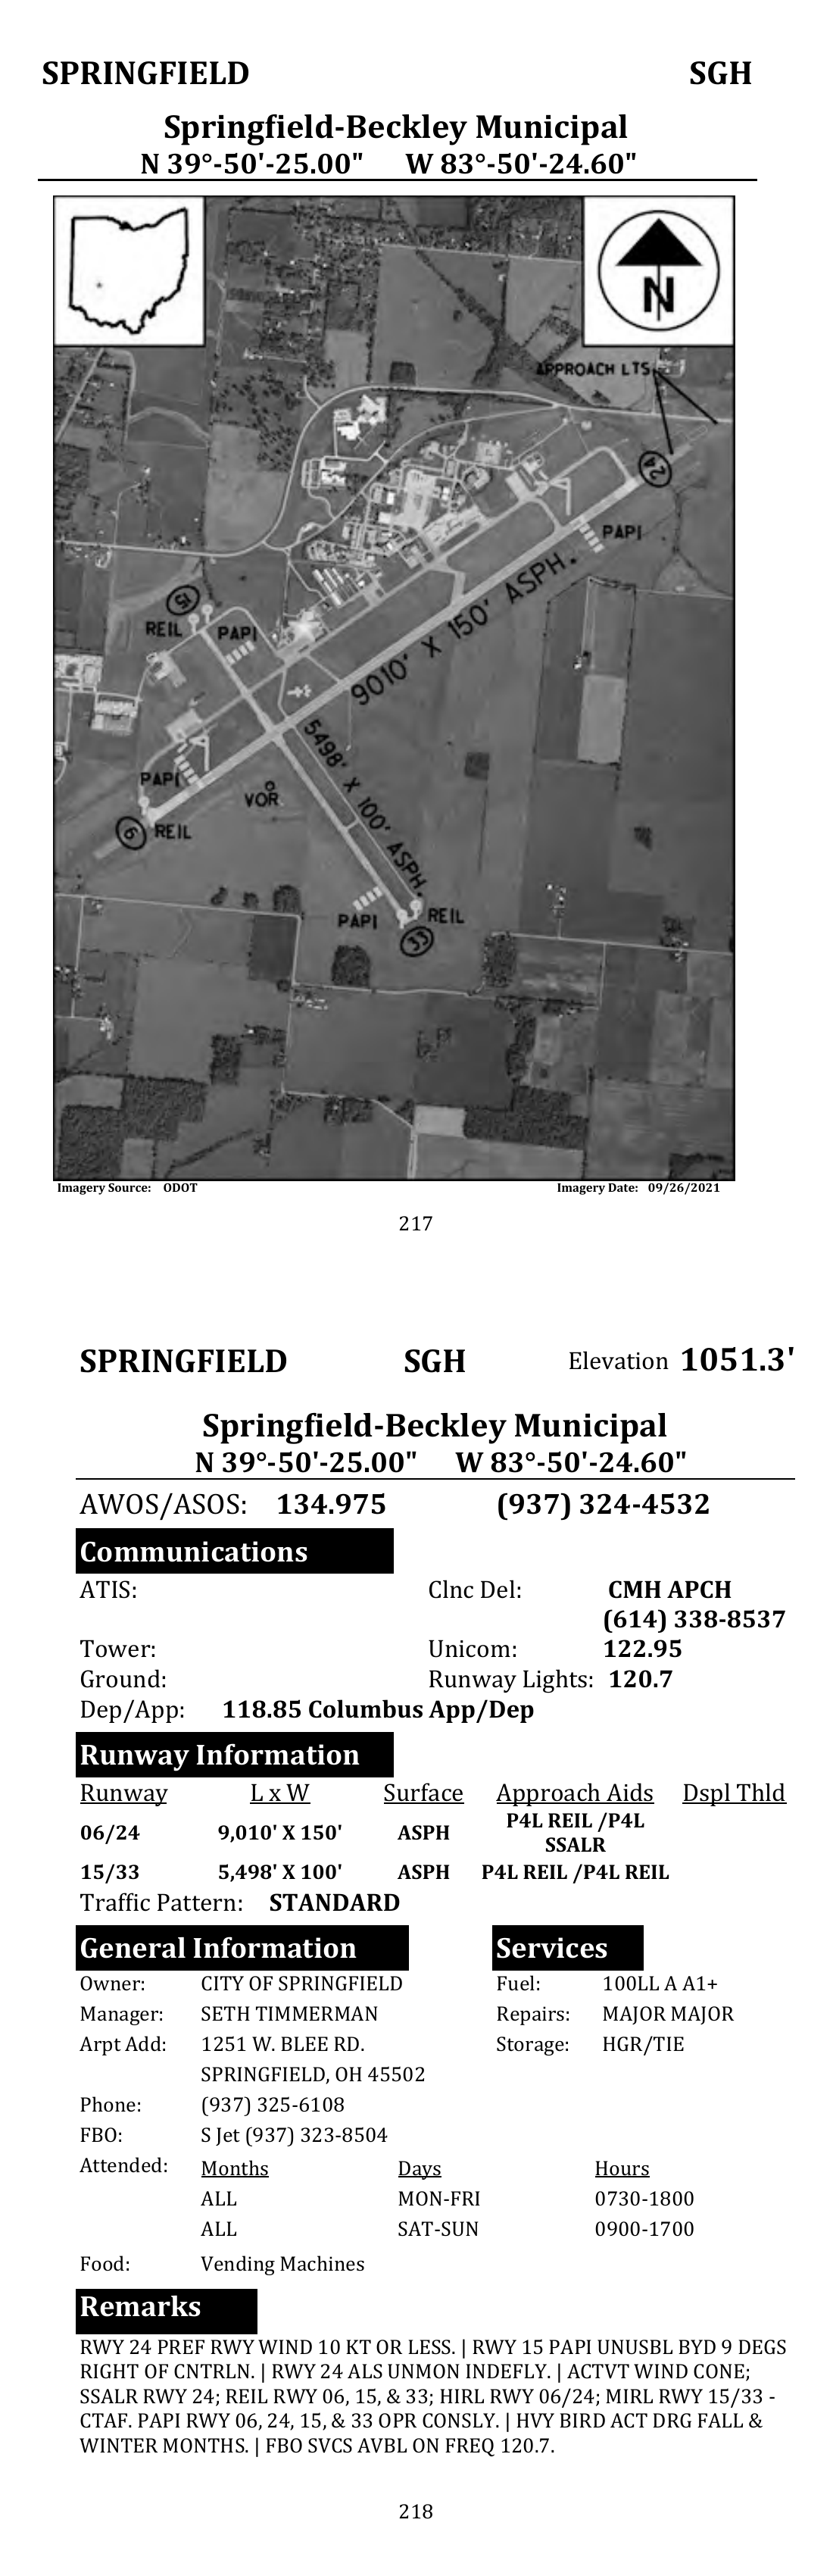 SPRINGFIELD SGH
Springfield-Beckley Municipal
N 39°-50'-25.00" W 83°-50'-24.60"
N
APPROACH LTS.
24
PAPI
9010' X 150' ASPH.
15
REIL PAPI
5498' X 100' ASPH.
PAPI
VOR
6 REIL
PAPI REIL
33
Imagery Source: ODOT Imagery Date: 09/26/2021
217
SPRINGFIELD SGH Elevation 1051.3'
Springfield-Beckley Municipal
N 39°-50'-25.00" W 83°-50'-24.60"
AWOS/ASOS: 134.975 (937) 324-4532
Communications
ATIS: Clnc Del: CMH APCH
(614) 338-8537
Tower: Unicom: 122.95
Ground: Runway Lights: 120.7
Dep/App: 118.85 Columbus App/Dep
Runway Information
Runway L x W Surface Approach Aids Dspl Thld
06/24 9,010' X 150' ASPH P4L REIL /P4L
SSALR
15/33 5,498' X 100' ASPH P4L REIL /P4L REIL
Traffic Pattern: STANDARD
General Information Services
Owner: CITY OF SPRINGFIELD Fuel: 100LL A A1+
Manager: SETH TIMMERMAN Repairs: MAJOR MAJOR
Arpt Add: 1251 W. BLEE RD. Storage: HGR/TIE
SPRINGFIELD, OH 45502
Phone: (937) 325-6108
FBO: S Jet (937) 323-8504
Attended: Months Days Hours
ALL MON-FRI 0730-1800
ALL SAT-SUN 0900-1700
Food: Vending Machines
Remarks
RWY 24 PREF RWY WIND 10 KT OR LESS. | RWY 15 PAPI UNUSBL BYD 9 DEGS
RIGHT OF CNTRLN. | RWY 24 ALS UNMON INDEFLY. | ACTVT WIND CONE;
SSALR RWY 24; REIL RWY 06, 15, & 33; HIRL RWY 06/24; MIRL RWY 15/33 -
CTAF. PAPI RWY 06, 24, 15, & 33 OPR CONSLY. | HVY BIRD ACT DRG FALL &
WINTER MONTHS. | FBO SVCS AVBL ON FREQ 120.7.
218